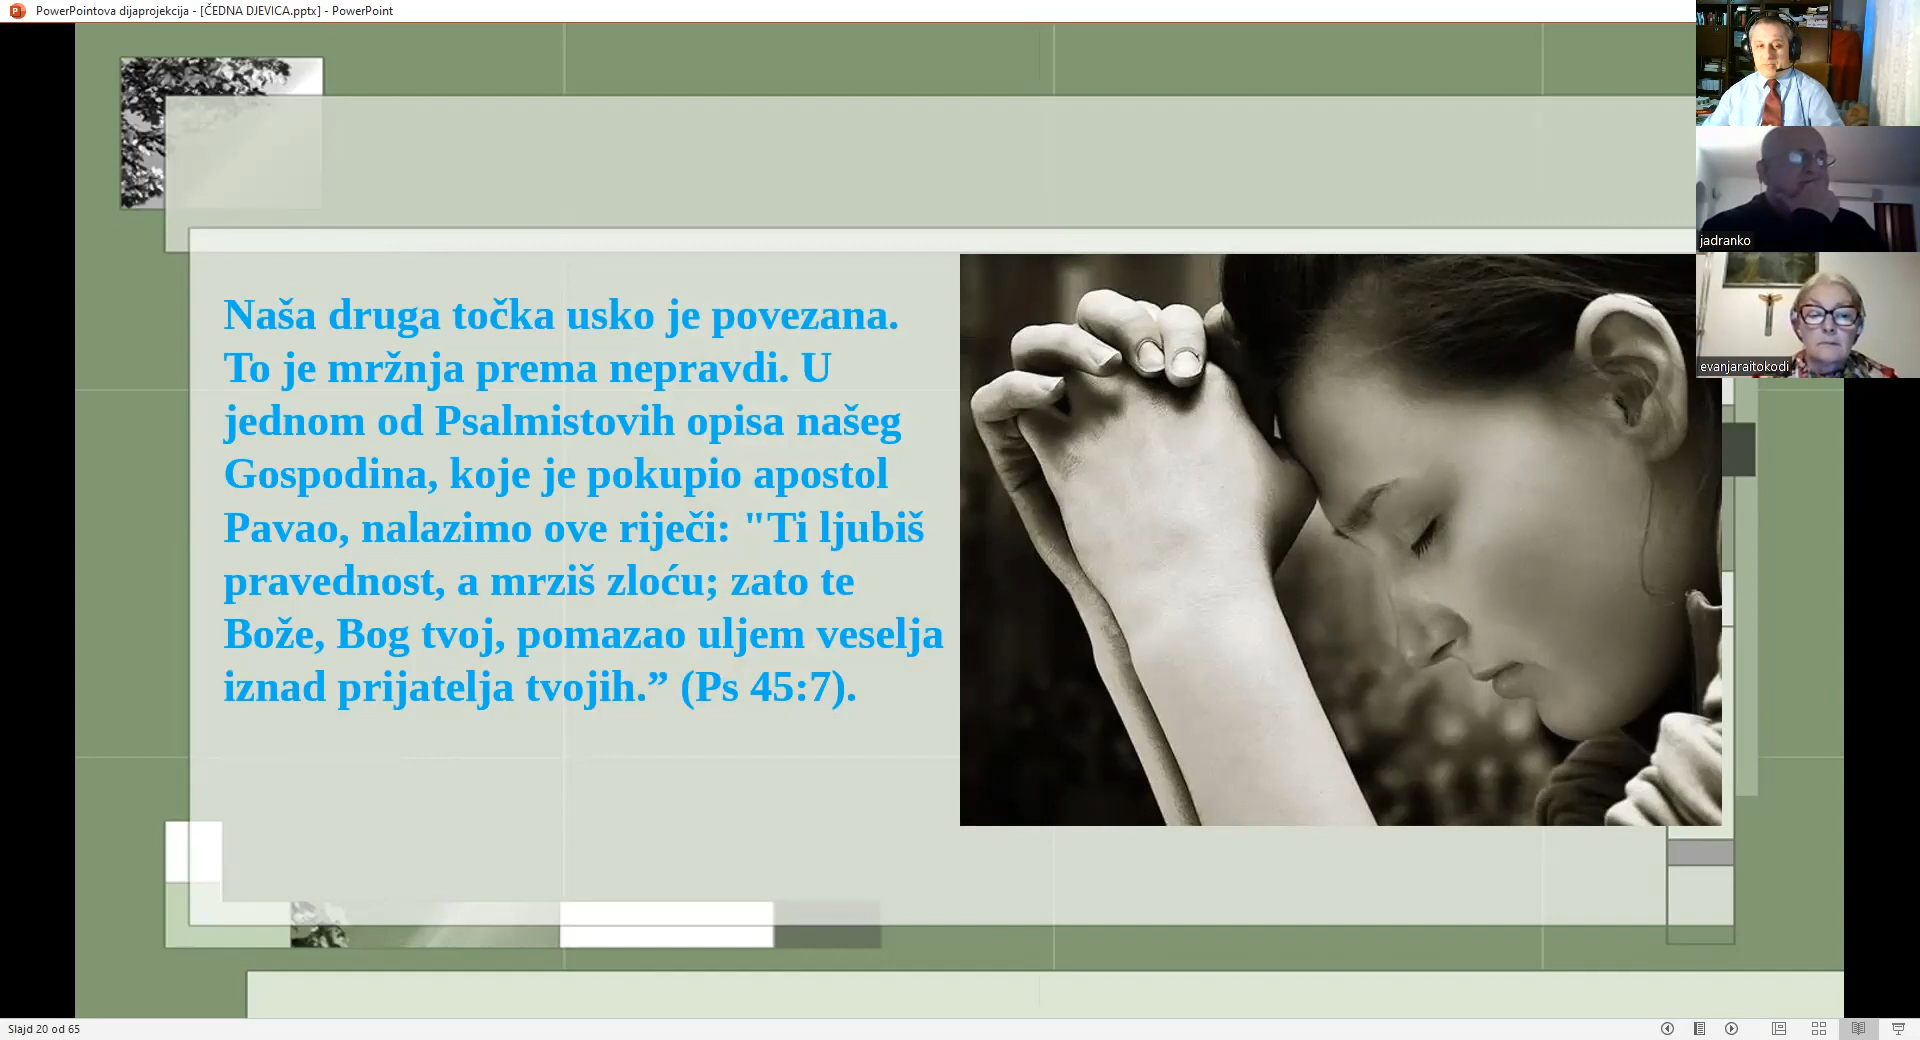 PowerPointova dijaprojekcija - [ČEDNA DJEVICA.pptx] - PowerPoint
Naša druga točka usko je povezana.
To je mržnja prema nepravdi. U
jednom od Psalmistovih opisa našeg
Gospodina, koje je pokupio apostol
Pavao, nalazimo ove riječi: "Ti ljubiš
pravednost, a mrziš zloću; zato te
Bože, Bog tvoj, pomazao uljem veselja
iznad prijatelja tvojih.” (Ps 45:7).
jadranko
evanjaraitokodi
Slajd 20 od 65